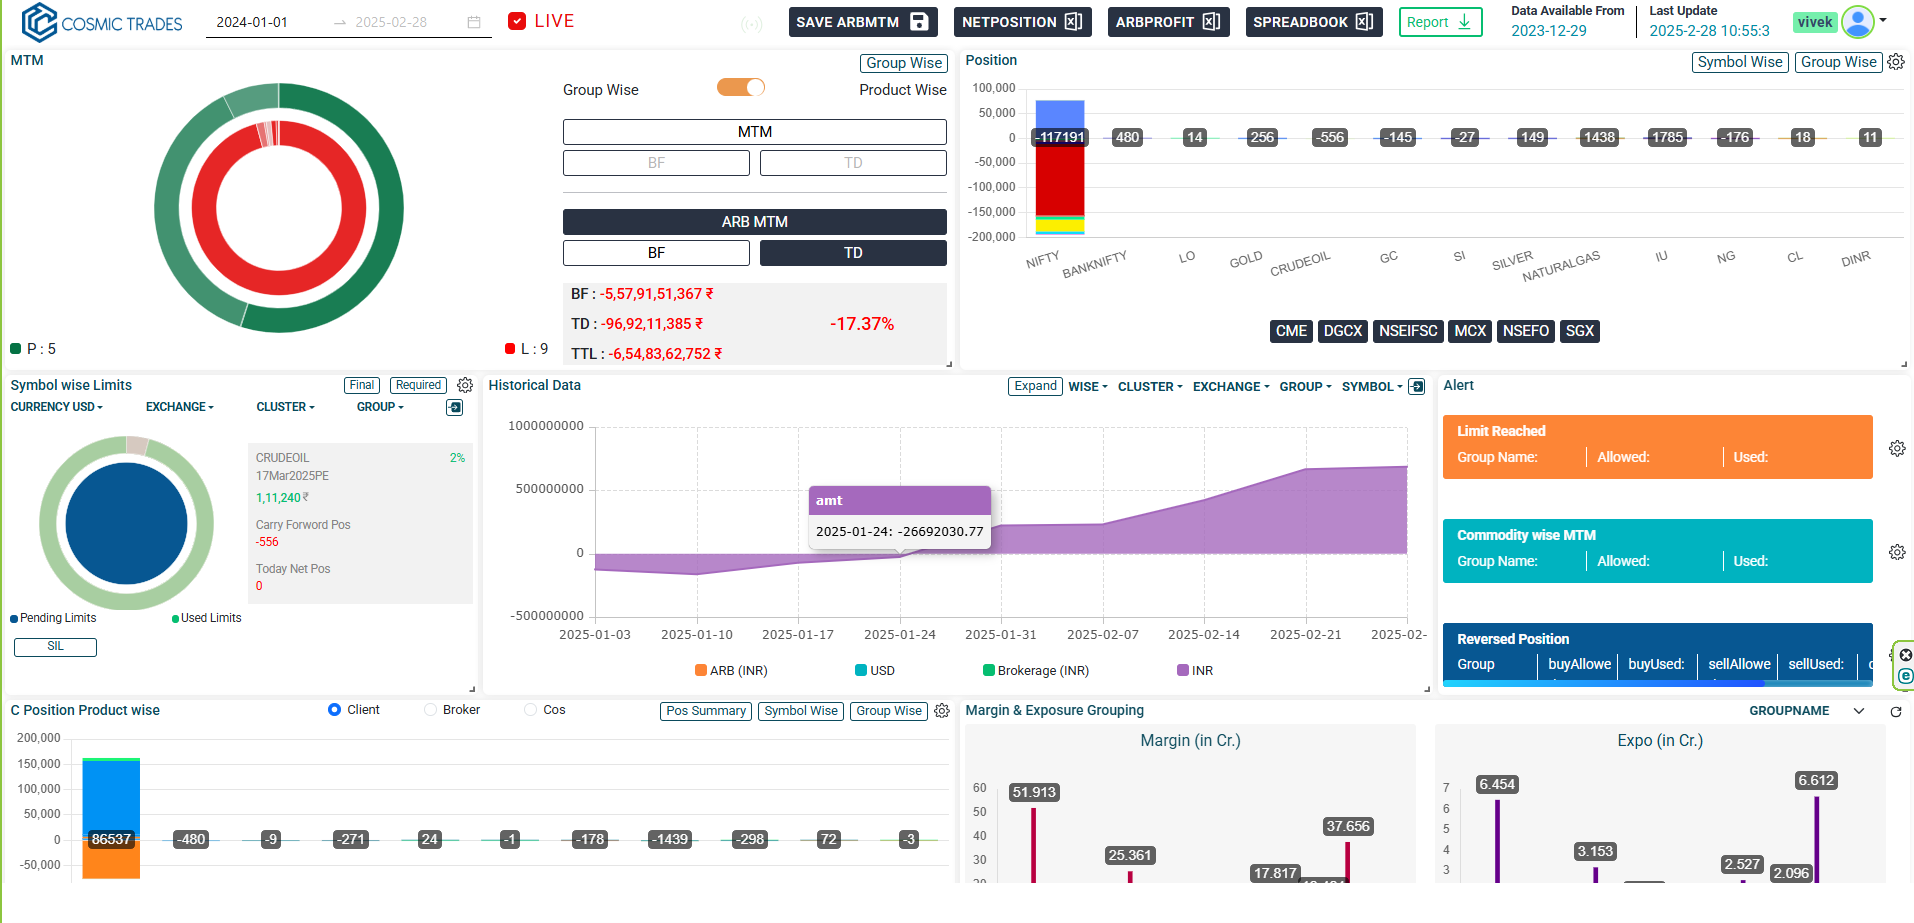 COSMIC TRADES
2024-01-01 → 2025-02-28
LIVE
SAVE ARBMTM
NETPOSITION
ARBPROFIT
SPREADBOOK
Report
Data Available From
2023-12-29
Last Update
2025-2-28 10:55:3
vivek
MTM
Group Wise
Group Wise
Product Wise
MTM
BF
TD
ARB MTM
BF
TD
BF : -5,57,91,51,367 ₹
TD : -96,92,11,385 ₹
-17.37%
TTL : -6,54,83,62,752 ₹
P : 5
L : 9
Position
Symbol Wise
Group Wise
100,000
50,000
0
-50,000
-100,000
-150,000
-200,000
-117191
480
14
256
-556
-145
-27
149
1438
1785
-176
18
11
NIFTY
BANKNIFTY
LO
GOLD
CRUDEOIL
GC
SI
SILVER
NATURALGAS
IU
NG
CL
DINR
CME
DGCX
NSEIFSC
MCX
NSEFO
SGX
Symbol wise Limits
Final
Required
CURRENCY USD
EXCHANGE
CLUSTER
GROUP
CRUDEOIL
2%
17Mar2025PE
1,11,240 ₹
Carry Forword Pos
-556
Today Net Pos
0
Pending Limits
Used Limits
SIL
Historical Data
Expand
WISE
CLUSTER
EXCHANGE
GROUP
SYMBOL
1000000000
500000000
0
-500000000
amt
2025-01-24: -26692030.77
2025-01-03
2025-01-10
2025-01-17
2025-01-24
2025-01-31
2025-02-07
2025-02-14
2025-02-21
2025-02-
ARB (INR)
USD
Brokerage (INR)
INR
Alert
Limit Reached
Group Name:
Allowed:
Used:
Commodity wise MTM
Group Name:
Allowed:
Used:
Reversed Position
Group
buyAllowe
buyUsed:
sellAllowe
sellUsed:
C Position Product wise
Client
Broker
Cos
Pos Summary
Symbol Wise
Group Wise
200,000
150,000
100,000
50,000
0
-50,000
86537
-480
-9
-271
24
-1
-178
-1439
-298
72
-3
Margin & Exposure Grouping
GROUPNAME
Margin (in Cr.)
60
50
40
30
51.913
25.361
17.817
37.656
Expo (in Cr.)
7
6
5
4
3
6.454
3.153
2.527
2.096
6.612